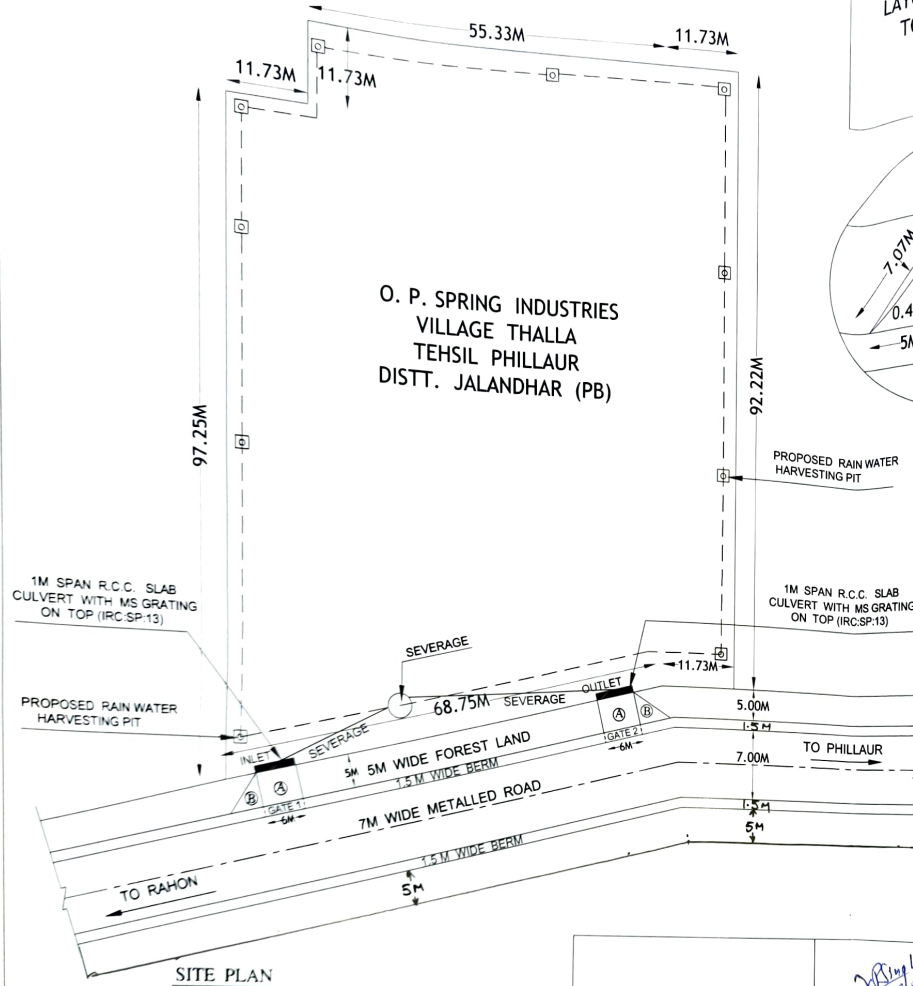 55.33M
11.73M
11.73M
11.73M
7.07M
0.4
5M
O. P. SPRING INDUSTRIES
VILLAGE THALLA
TEHSIL PHILLAUR
DISTT. JALANDHAR (PB)
97.25M
92.22M
PROPOSED RAIN WATER
HARVESTING PIT
1M SPAN R.C.C. SLAB
CULVERT WITH MS GRATING
ON TOP (IRC:SP:13)
1M SPAN R.C.C. SLAB
CULVERT WITH MS GRATING
ON TOP (IRC:SP:13)
SEVERAGE
11.73M
PROPOSED RAIN WATER
HARVESTING PIT
68.75M
SEVERAGE
OUTLET
SEVERAGE
INLET
A
B
GATE 2
6M
5.00M
1.5M
7.00M
TO PHILLAUR
1.5M
5M
5M
5M WIDE FOREST LAND
1.5 M WIDE BERM
B
A
GATE 1
6M
7M WIDE METALLED ROAD
1.5 M WIDE BERM
TO RAHON
5M
SITE PLAN